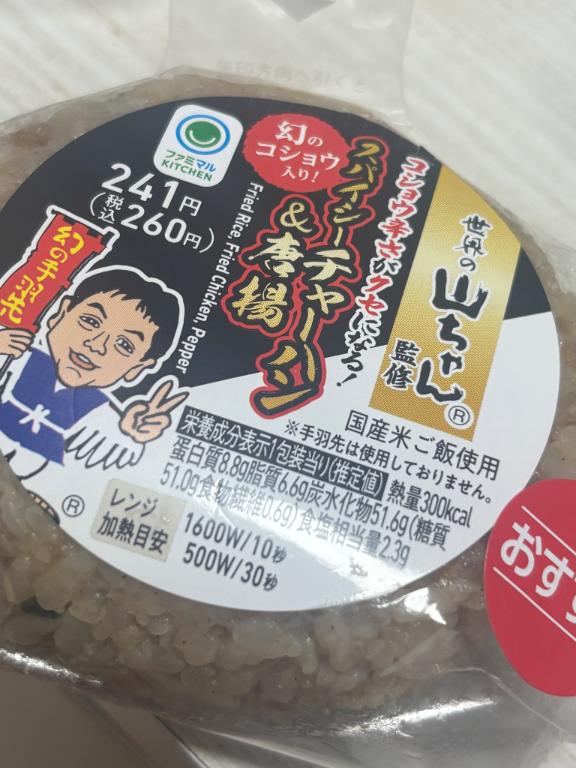 ファミマル
KITCHEN
241円
(税込260円)
幻の
コショウ
入り!
スパイシーチャーハン
&唐揚
Fried Rice, Fried Chicken, Pepper
コショウ辛さがクセになる!
世界の山ちゃん®監修
幻の手羽先
®
国産米ご飯使用
※手羽先は使用しておりません。
栄養成分表示1包装当り(推定値) 熱量300kcal
蛋白質8.8g脂質6.6g炭水化物51.6g(糖質
51.0g食物繊維0.6g)食塩相当量2.3g
レンジ
加熱目安
1600W/10秒
500W/30秒
おす